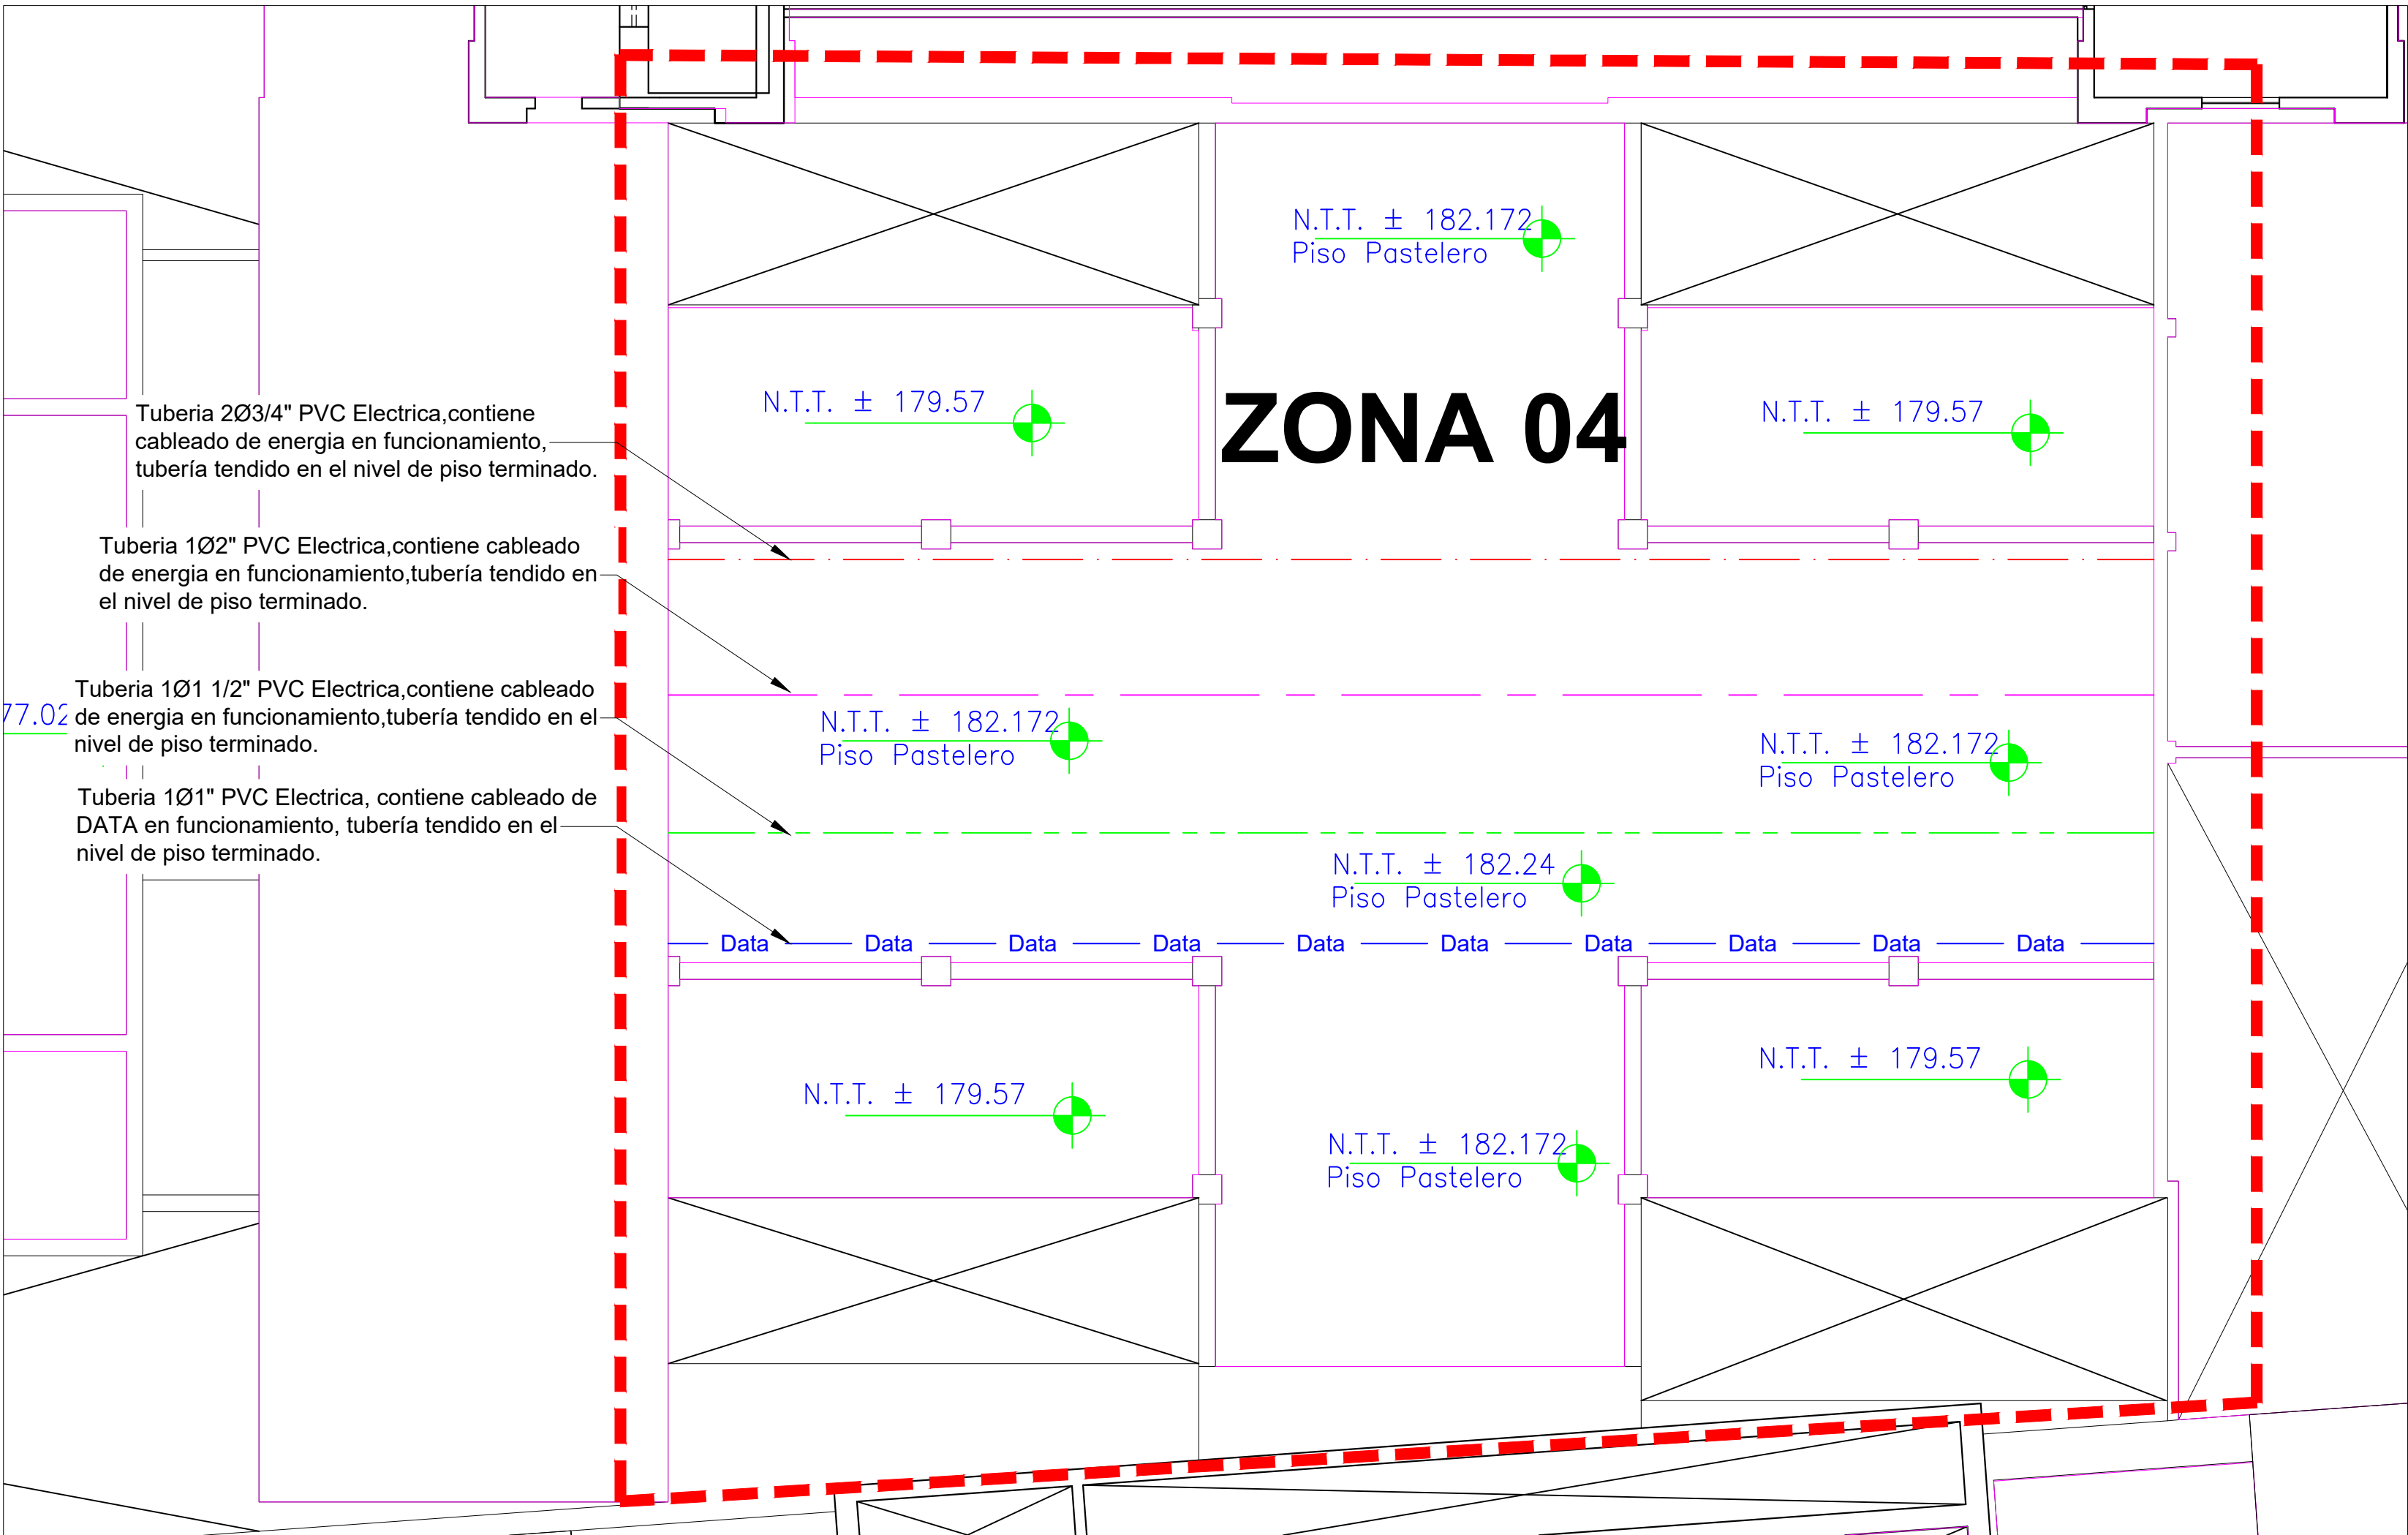 N.T.T. ± 182.172
Piso Pastelero
ZONA 04
N.T.T. ± 179.57
N.T.T. ± 179.57
Tuberia 2Ø3/4" PVC Electrica,contiene
cableado de energia en funcionamiento,
tubería tendido en el nivel de piso terminado.
Tuberia 1Ø2" PVC Electrica,contiene cableado
de energia en funcionamiento,tubería tendido en
el nivel de piso terminado.
Tuberia 1Ø1 1/2" PVC Electrica,contiene cableado
de energia en funcionamiento,tubería tendido en el
nivel de piso terminado.
77.02
Tuberia 1Ø1" PVC Electrica, contiene cableado de
DATA en funcionamiento, tubería tendido en el
nivel de piso terminado.
N.T.T. ± 182.172
Piso Pastelero
N.T.T. ± 182.172
Piso Pastelero
N.T.T. ± 182.24
Piso Pastelero
Data Data Data Data Data Data Data Data Data Data
N.T.T. ± 179.57
N.T.T. ± 179.57
N.T.T. ± 182.172
Piso Pastelero